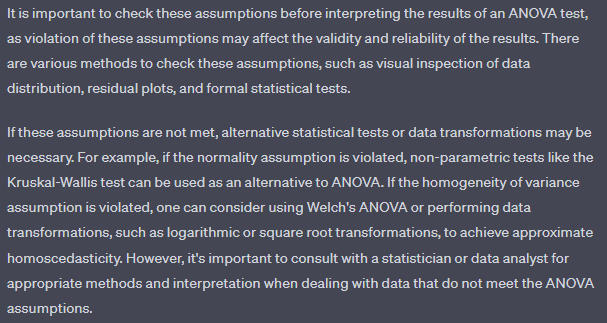 It is important to check these assumptions before interpreting the results of an ANOVA test,
as violation of these assumptions may affect the validity and reliability of the results. There
are various methods to check these assumptions, such as visual inspection of data
distribution, residual plots, and formal statistical tests.
If these assumptions are not met, alternative statistical tests or data transformations may be
necessary. For example, if the normality assumption is violated, non-parametric tests like the
Kruskal-Wallis test can be used as an alternative to ANOVA. If the homogeneity of variance
assumption is violated, one can consider using Welch's ANOVA or performing data
transformations, such as logarithmic or square root transformations, to achieve approximate
homoscedasticity. However, it's important to consult with a statistician or data analyst for
appropriate methods and interpretation when dealing with data that do not meet the ANOVA
assumptions.